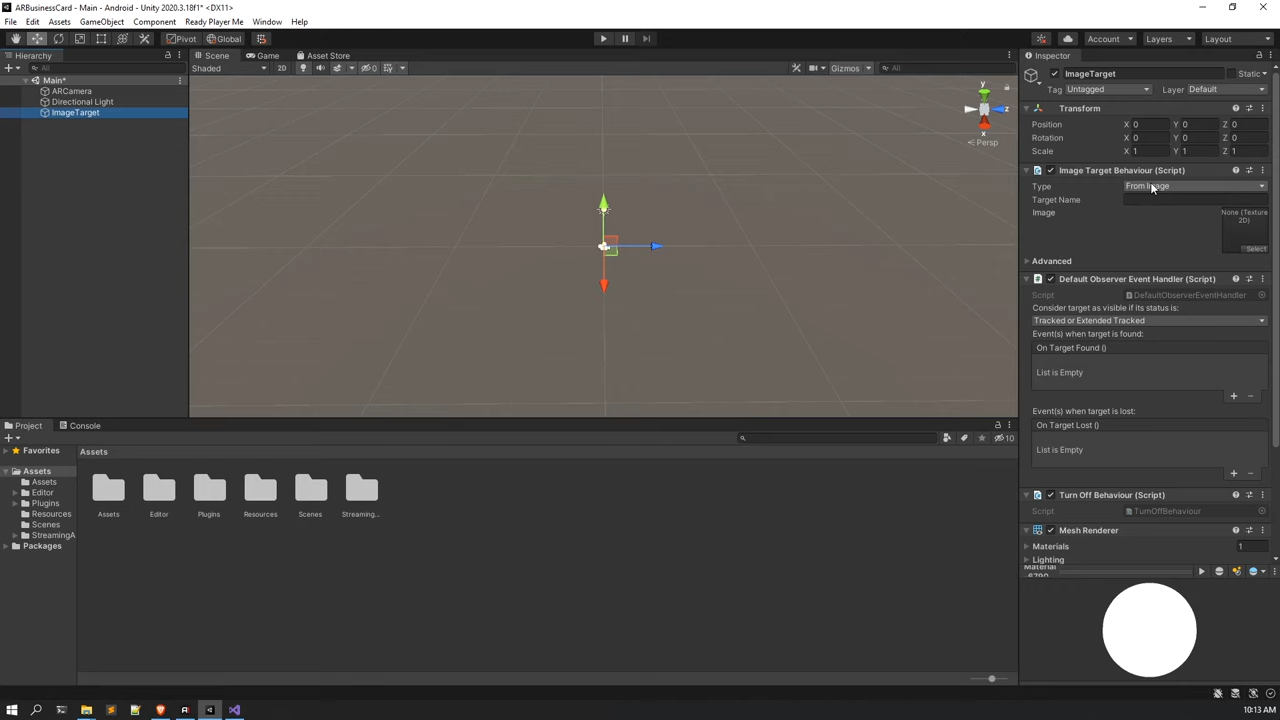 ARBusinessCard - Main - Android - Unity 2020.3.18f1* <DX11>
File Edit Assets GameObject Component Ready Player Me Window Help
Pivot Global Account Layers Layout
Hierarchy Scene Game Asset Store Inspector
All
Shaded 2D 0 Gizmos All
Main*
ARCamera
Directional Light
ImageTarget
y
z
x
Persp
ImageTarget Static
Tag Untagged Layer Default
Transform
Position X 0 Y 0 Z 0
Rotation X 0 Y 0 Z 0
Scale X 1 Y 1 Z 1
Image Target Behaviour (Script)
Type From Image
Target Name
Image None (Texture 2D)
Select
Advanced
Default Observer Event Handler (Script)
Script DefaultObserverEventHandler
Consider target as visible if its status is:
Tracked or Extended Tracked
Event(s) when target is found:
On Target Found ()
List is Empty
Event(s) when target is lost:
On Target Lost ()
List is Empty
Turn Off Behaviour (Script)
Script TurnOffBehaviour
Mesh Renderer
Materials 1
Lighting
Material
Project Console
10
Favorites
Assets
Assets
Editor
Plugins
Resources
Scenes
StreamingA
Packages
Assets
Assets Editor Plugins Resources Scenes Streaming...
10:13 AM